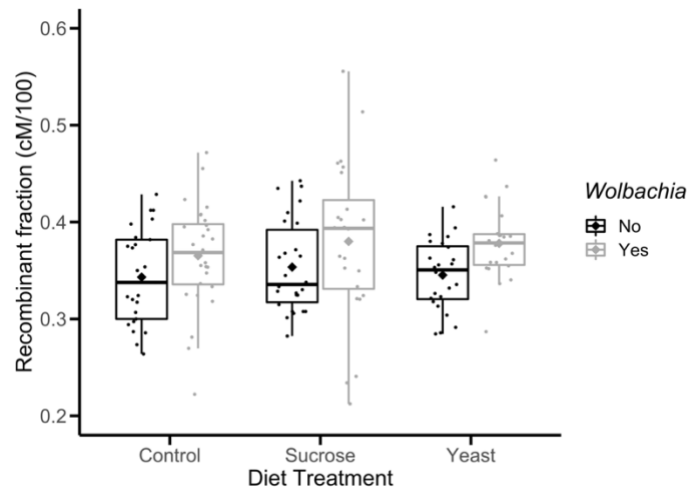 Recombinant fraction (cM/100)
0.6
0.5
0.4
0.3
0.2
Control Sucrose Yeast
Diet Treatment
Wolbachia
No
Yes